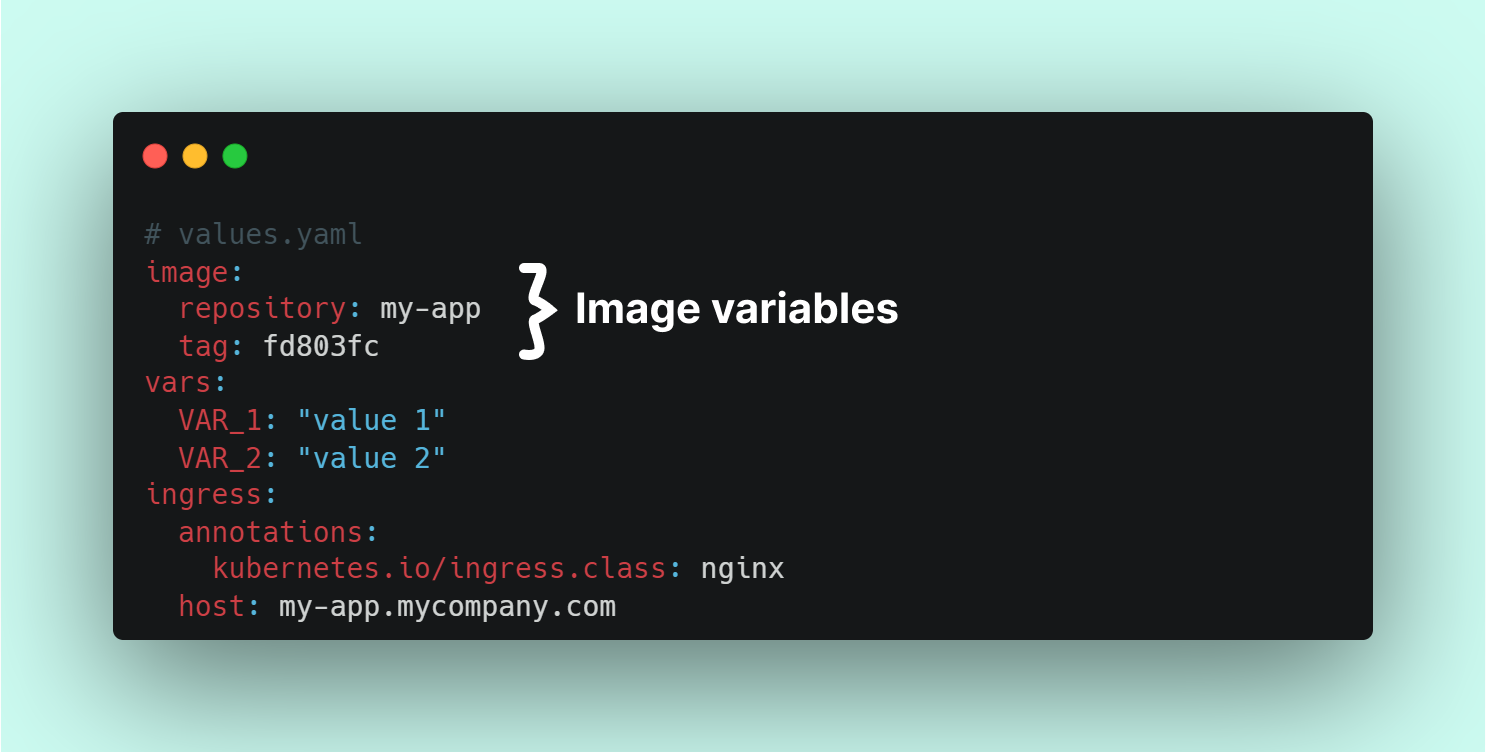 # values.yaml
image:
  repository: my-app
  tag: fd803fc
Image variables
vars:
  VAR_1: "value 1"
  VAR_2: "value 2"
ingress:
  annotations:
    kubernetes.io/ingress.class: nginx
  host: my-app.mycompany.com